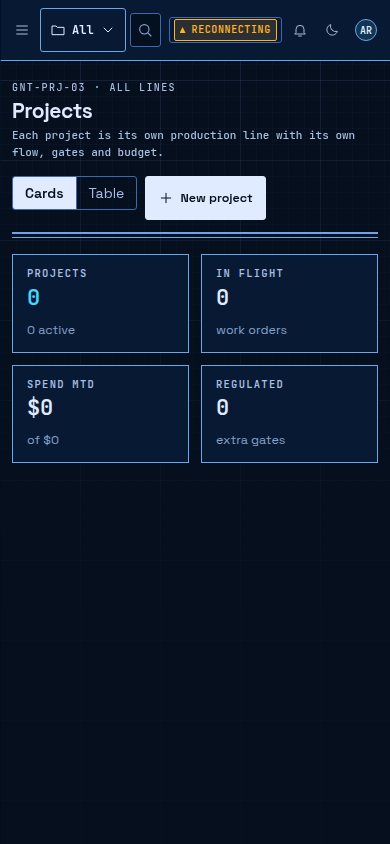 All
▲ RECONNECTING
AR
GNT-PRJ-03 · ALL LINES
Projects
Each project is its own production line with its own
flow, gates and budget.
Cards
Table
+ New project
PROJECTS
0
0 active
IN FLIGHT
0
work orders
SPEND MTD
$0
of $0
REGULATED
0
extra gates